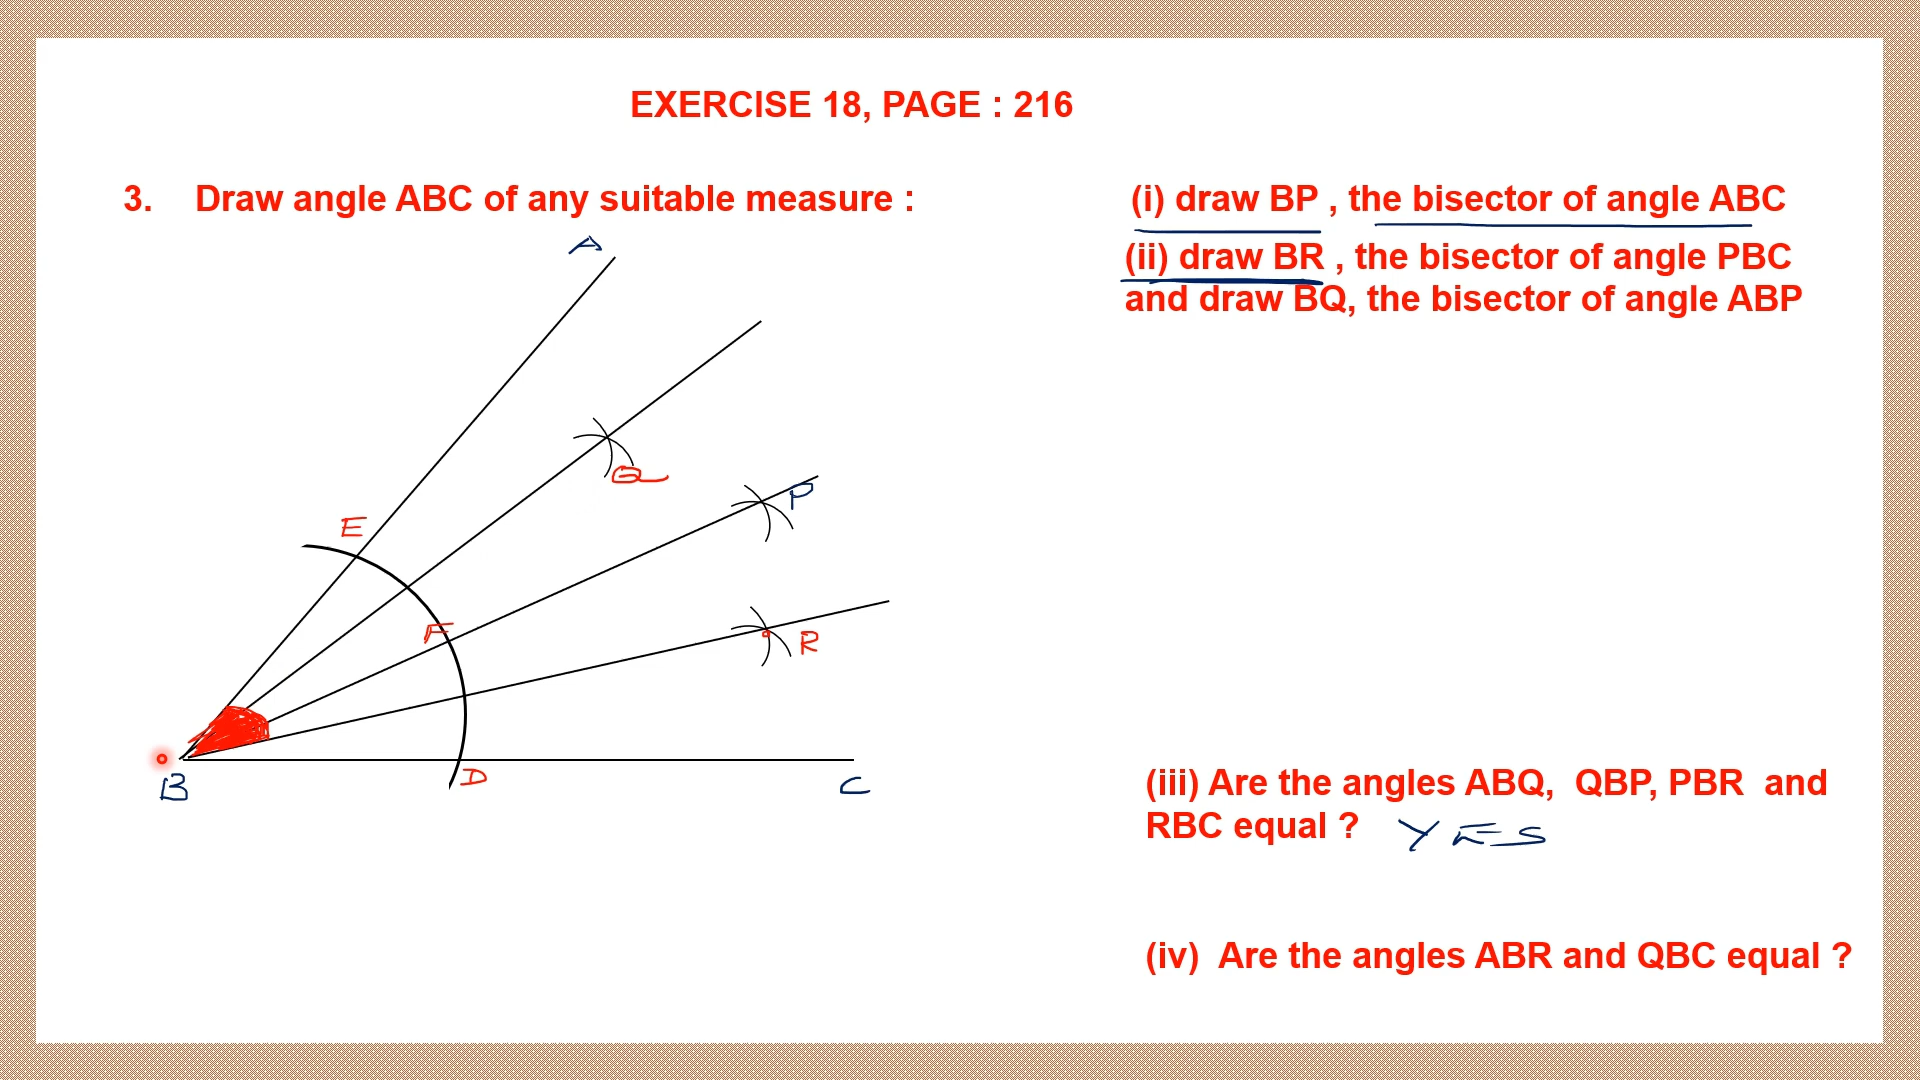 EXERCISE 18, PAGE : 216
3. Draw angle ABC of any suitable measure :
(i) draw BP , the bisector of angle ABC
(ii) draw BR , the bisector of angle PBC
and draw BQ, the bisector of angle ABP
A
Q
P
E
F
R
D
B
C
(iii) Are the angles ABQ, QBP, PBR and
RBC equal ? YES
(iv) Are the angles ABR and QBC equal ?